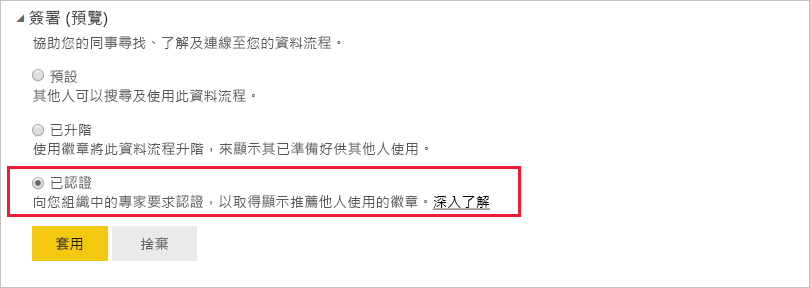 簽署 (預覽)
協助您的同事尋找、了解及連線至您的資料流程。
預設
其他人可以搜尋及使用此資料流程。
已升階
使用徽章將此資料流程升階，來顯示其已準備好供其他人使用。
已認證
向您組織中的專家要求認證，以取得顯示推薦他人使用的徽章。深入了解
套用 捨棄